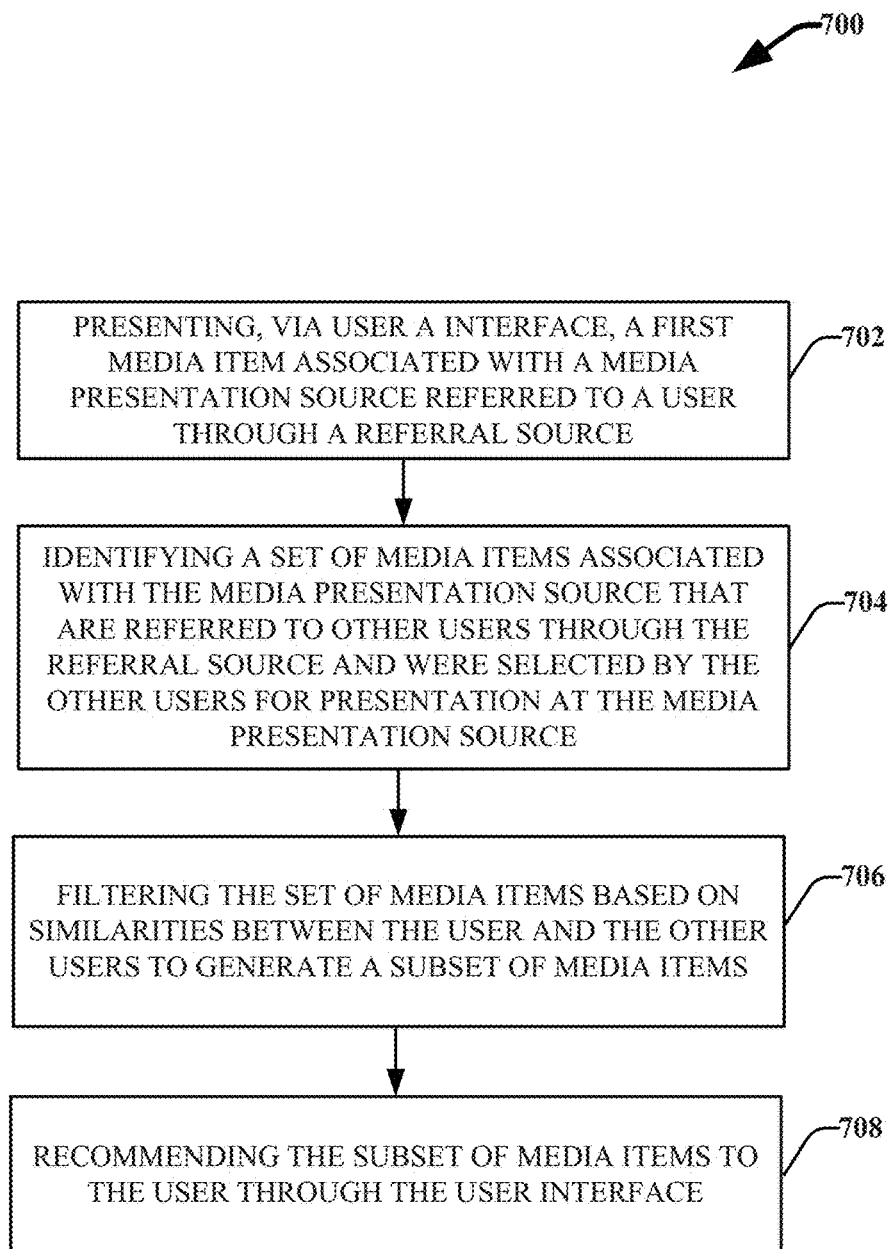 700
PRESENTING, VIA USER A INTERFACE, A FIRST
MEDIA ITEM ASSOCIATED WITH A MEDIA
PRESENTATION SOURCE REFERRED TO A USER
THROUGH A REFERRAL SOURCE
702
IDENTIFYING A SET OF MEDIA ITEMS ASSOCIATED
WITH THE MEDIA PRESENTATION SOURCE THAT
ARE REFERRED TO OTHER USERS THROUGH THE
REFERRAL SOURCE AND WERE SELECTED BY THE
OTHER USERS FOR PRESENTATION AT THE MEDIA
PRESENTATION SOURCE
704
FILTERING THE SET OF MEDIA ITEMS BASED ON
SIMILARITIES BETWEEN THE USER AND THE OTHER
USERS TO GENERATE A SUBSET OF MEDIA ITEMS
706
RECOMMENDING THE SUBSET OF MEDIA ITEMS TO
THE USER THROUGH THE USER INTERFACE
708